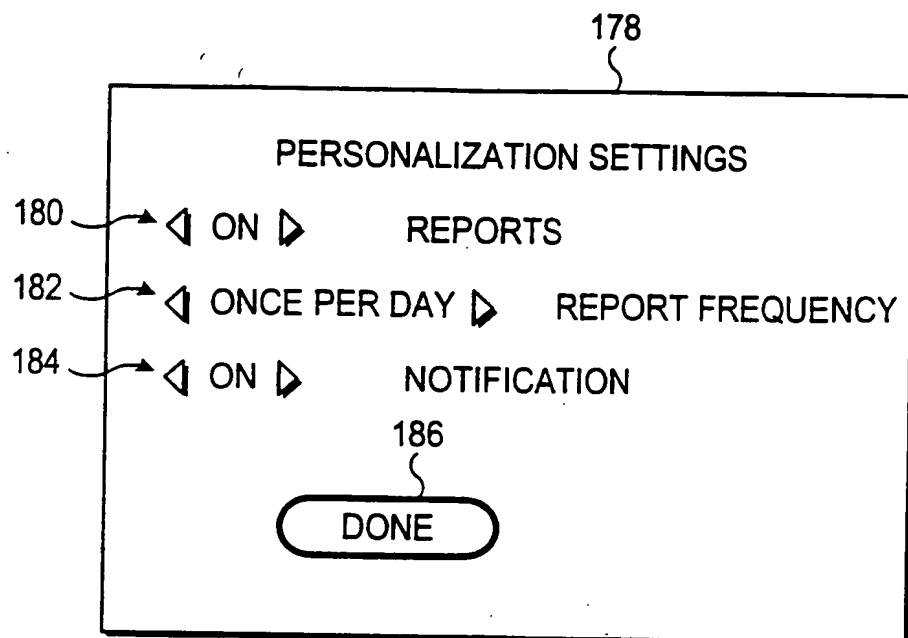 178
PERSONALIZATION SETTINGS
180 ON REPORTS
182 ONCE PER DAY REPORT FREQUENCY
184 ON NOTIFICATION
186
DONE